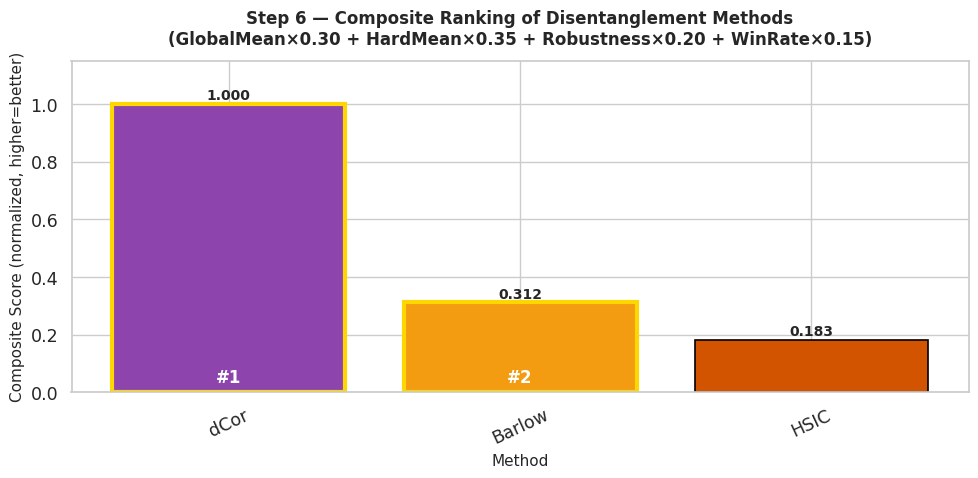 Step 6 — Composite Ranking of Disentanglement Methods
(GlobalMean×0.30 + HardMean×0.35 + Robustness×0.20 + WinRate×0.15)
Composite Score (normalized, higher=better)
1.0
0.8
0.6
0.4
0.2
0.0
1.000
0.312
0.183
#1
#2
dCor
Barlow
HSIC
Method